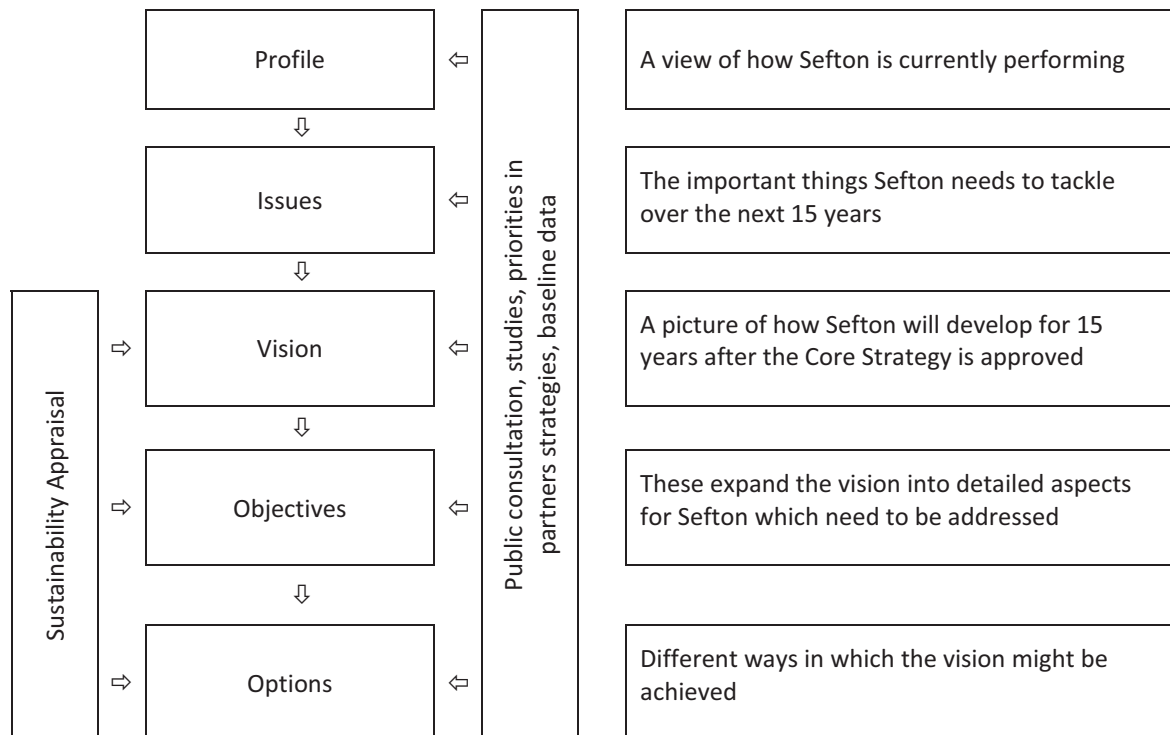 Profile
A view of how Sefton is currently performing
Issues
The important things Sefton needs to tackle
over the next 15 years
Vision
A picture of how Sefton will develop for 15
years after the Core Strategy is approved
Objectives
These expand the vision into detailed aspects
for Sefton which need to be addressed
Options
Different ways in which the vision might be
achieved
Sustainability Appraisal
Public consultation, studies, priorities in
partners strategies, baseline data